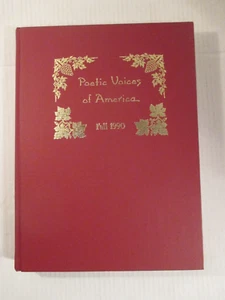 Poetic Voices
of America
Fall 1990